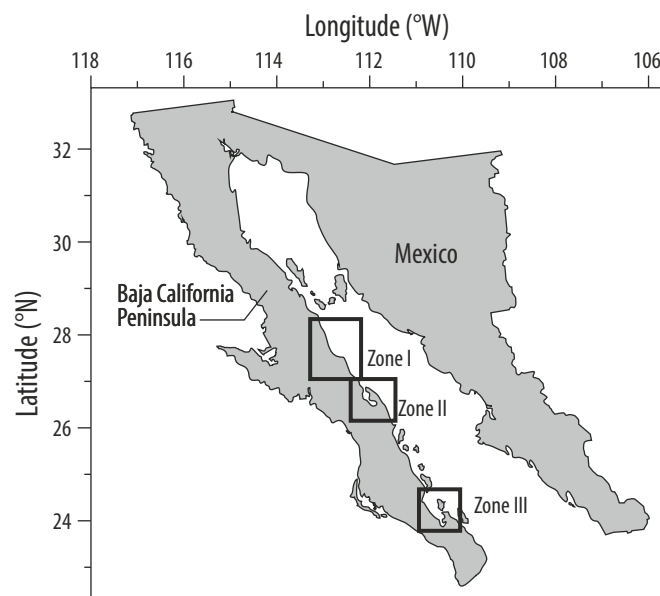 Longitude (°W)
118 116 114 112 110 108 106
Latitude (°N)
32
30
28
26
24
Mexico
Baja California
Peninsula
Zone I
Zone II
Zone III